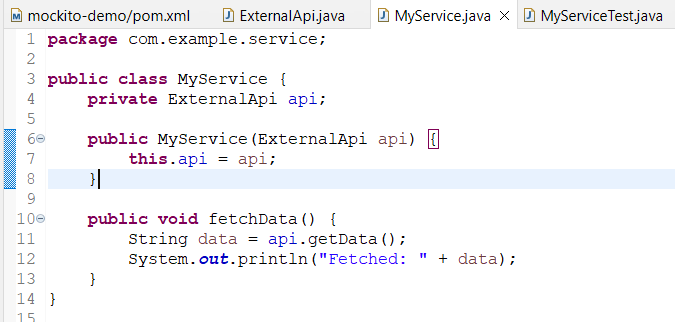 mockito-demo/pom.xml ExternalApi.java MyService.java MyServiceTest.java
1 package com.example.service;
2
3 public class MyService {
4     private ExternalApi api;
5
6     public MyService(ExternalApi api) {
7         this.api = api;
8     }
9
10     public void fetchData() {
11         String data = api.getData();
12         System.out.println("Fetched: " + data);
13     }
14 }
15